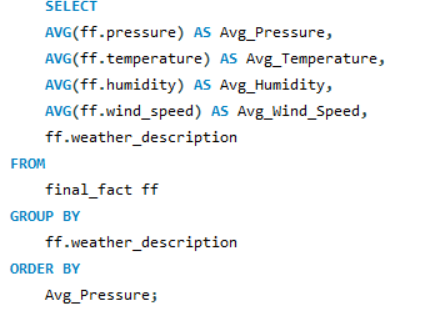 SELECT
AVG(ff.pressure) AS Avg_Pressure,
AVG(ff.temperature) AS Avg_Temperature,
AVG(ff.humidity) AS Avg_Humidity,
AVG(ff.wind_speed) AS Avg_Wind_Speed,
ff.weather_description
FROM
final_fact ff
GROUP BY
ff.weather_description
ORDER BY
Avg_Pressure;